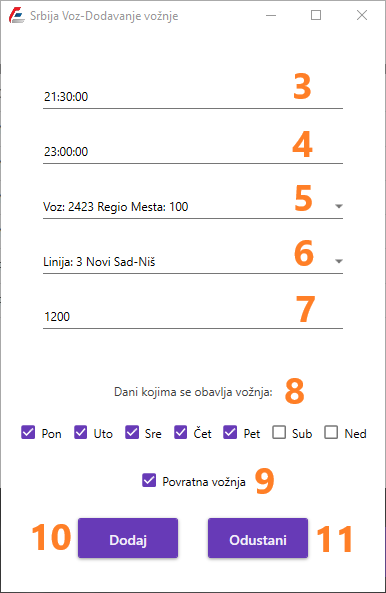 Srbija Voz-Dodavanje vožnje
21:30:00 3
23:00:00 4
Voz: 2423 Regio Mesta: 100 5
Linija: 3 Novi Sad-Niš 6
1200 7
Dani kojima se obavlja vožnja: 8
Pon Uto Sre Čet Pet Sub Ned
Povratna vožnja 9
10 Dodaj Odustani 11